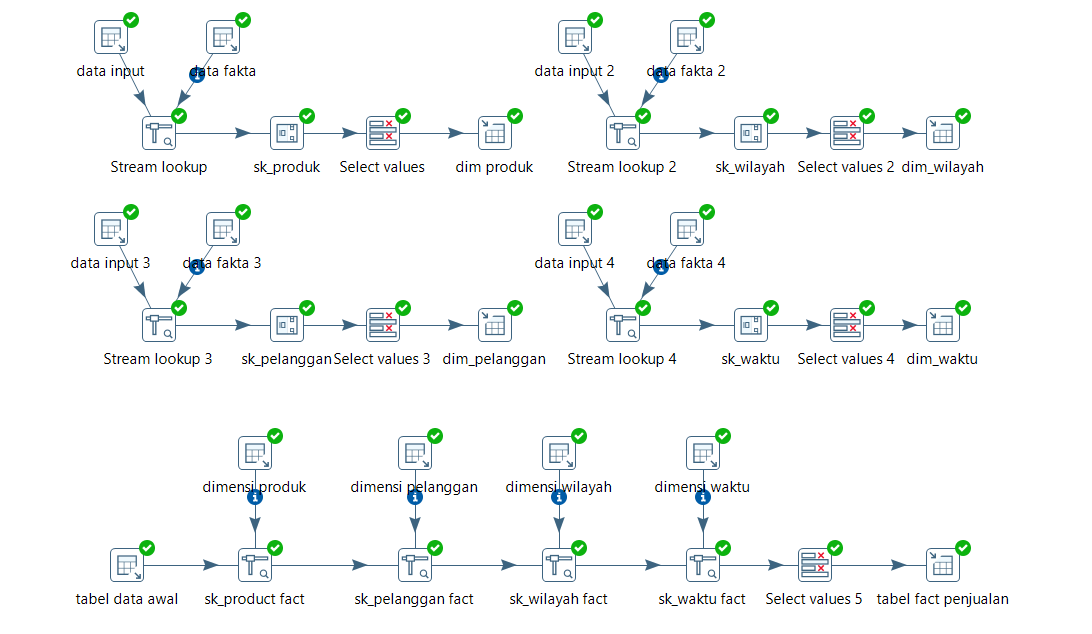 data input
data fakta
data input 2
data fakta 2
Stream lookup
sk_produk
Select values
dim produk
Stream lookup 2
sk_wilayah
Select values 2
dim_wilayah
data input 3
data fakta 3
data input 4
data fakta 4
Stream lookup 3
sk_pelanggan
Select values 3
dim_pelanggan
Stream lookup 4
sk_waktu
Select values 4
dim_waktu
dimensi produk
dimensi pelanggan
dimensi wilayah
dimensi waktu
tabel data awal
sk_product fact
sk_pelanggan fact
sk_wilayah fact
sk_waktu fact
Select values 5
tabel fact penjualan